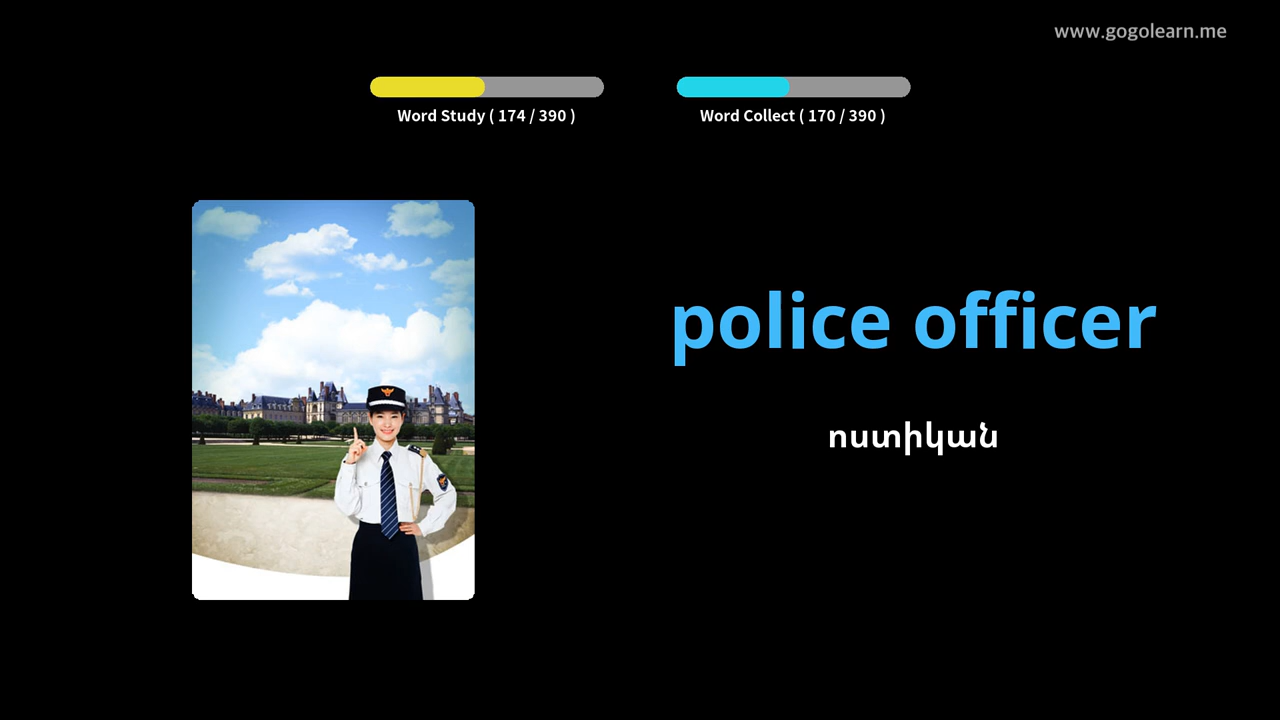 www.gogolearn.me
Word Study ( 174 / 390 )
Word Collect ( 170 / 390 )
police officer
ոստիկան